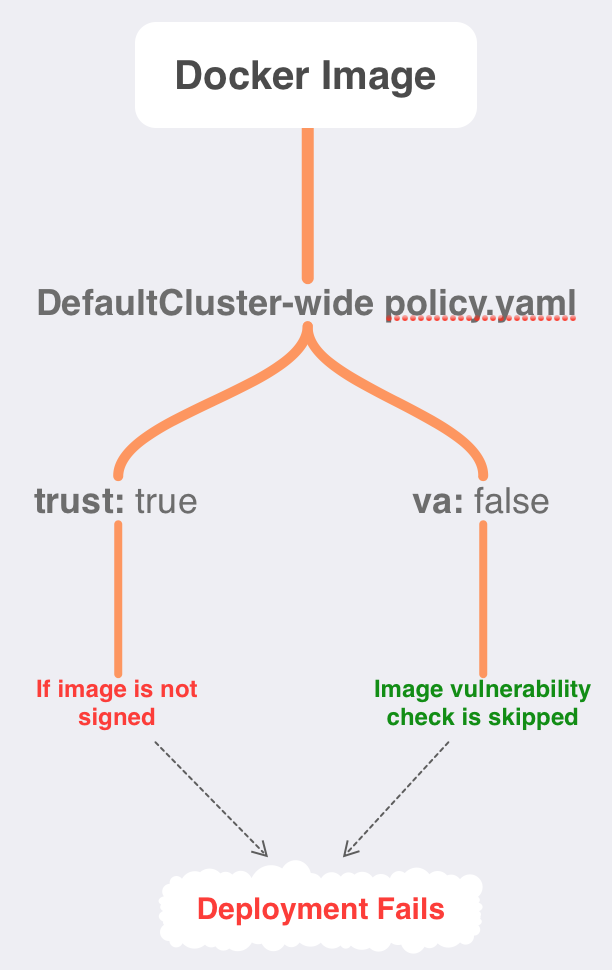 Docker Image
DefaultCluster-wide policy.yaml
trust: true
va: false
If image is not
signed
Image vulnerability
check is skipped
Deployment Fails